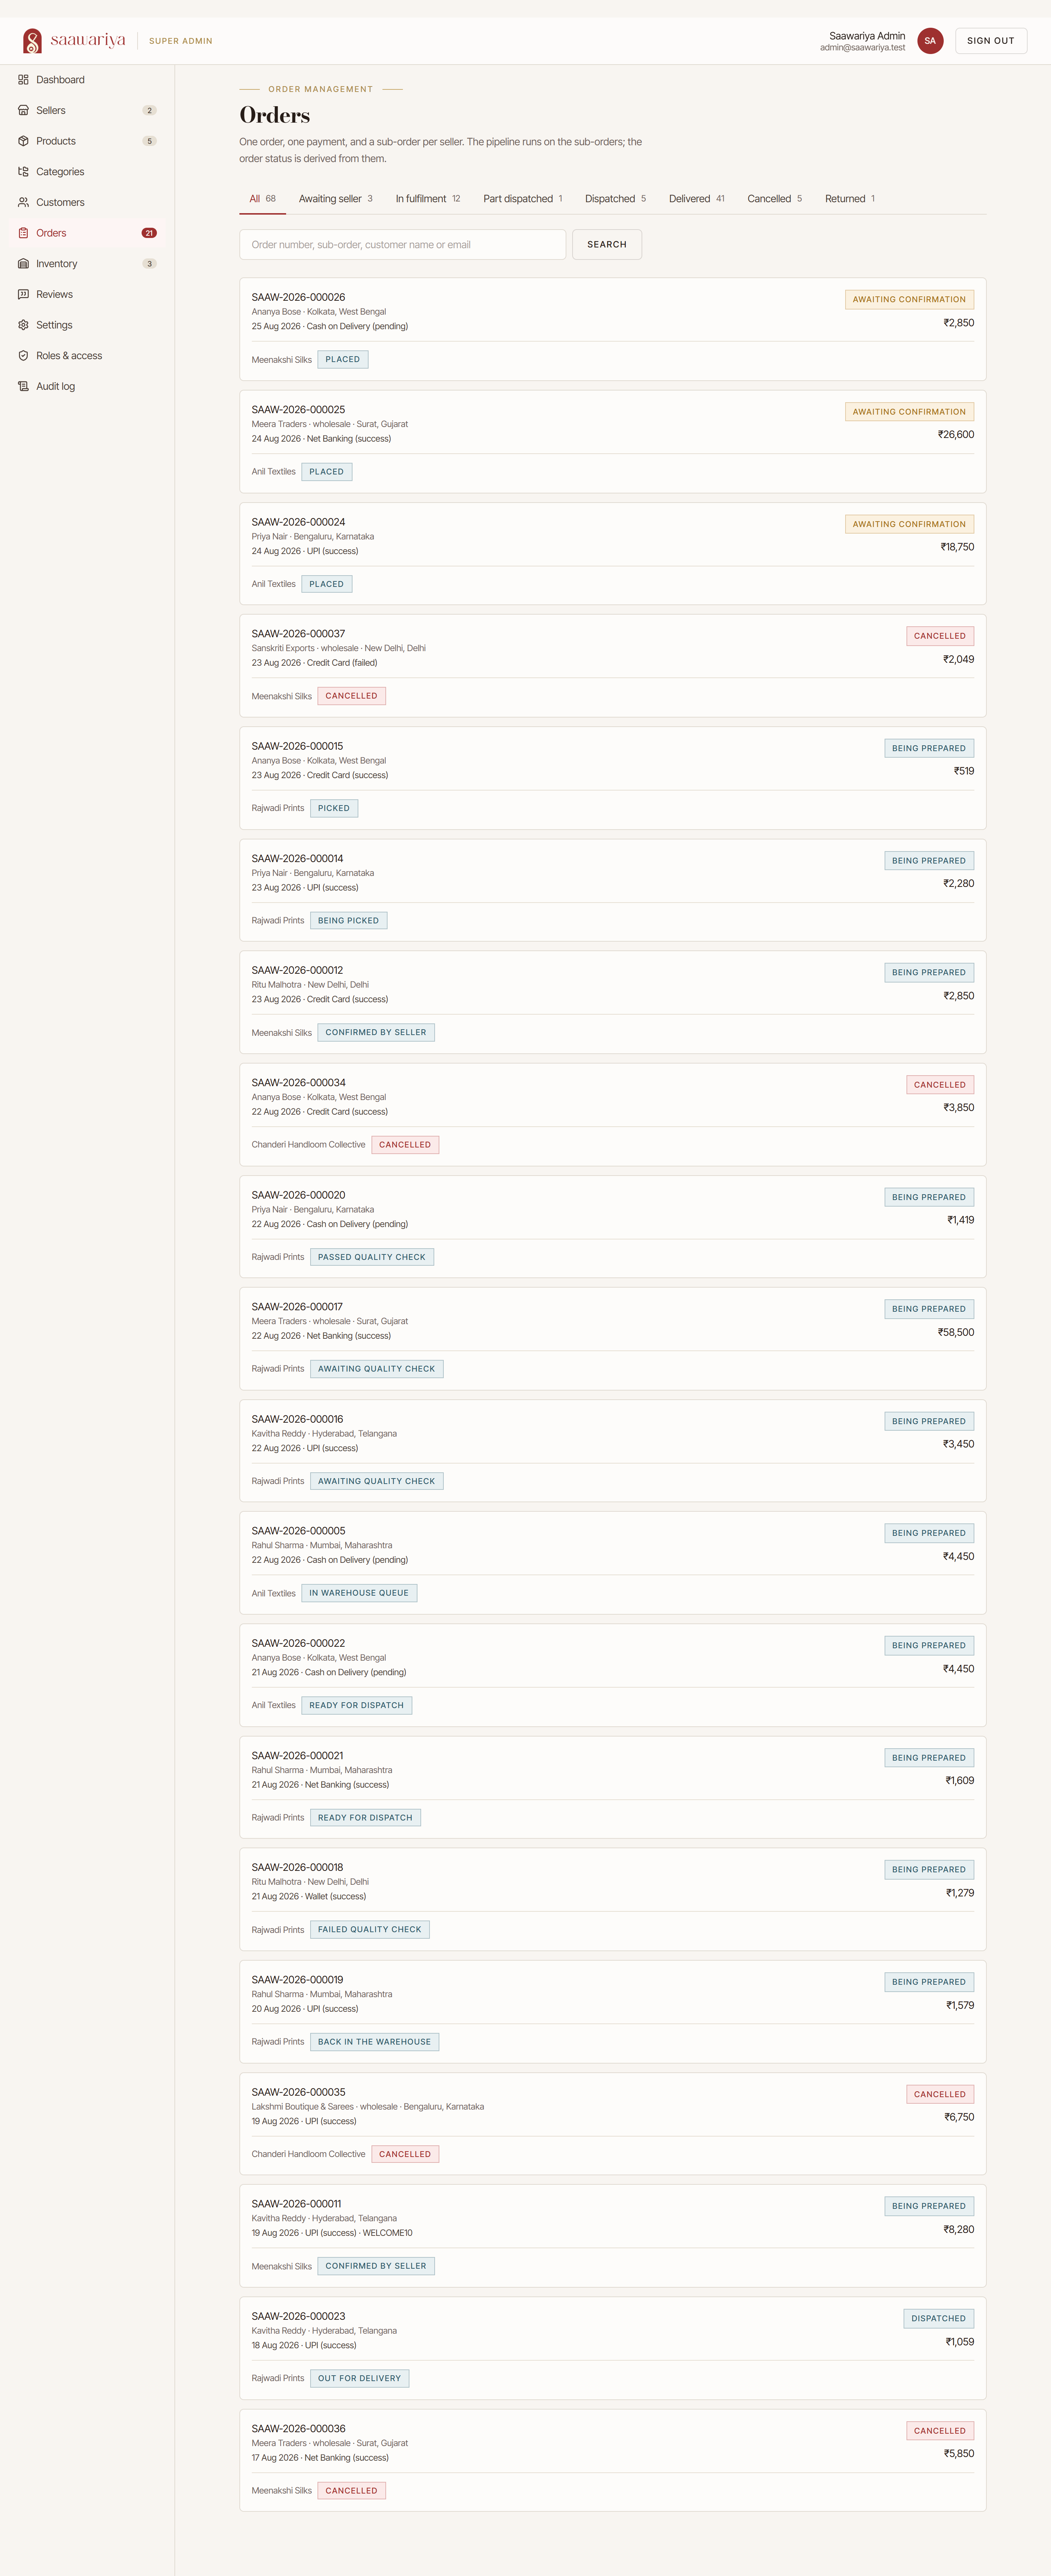 saawariya
SUPER ADMIN
Saawariya Admin
admin@saawariya.test
SA
SIGN OUT
Dashboard
Sellers 2
Products 5
Categories
Customers
Orders 21
Inventory 3
Reviews
Settings
Roles & access
Audit log
ORDER MANAGEMENT
Orders
One order, one payment, and a sub-order per seller. The pipeline runs on the sub-orders; the
order status is derived from them.
All 68 Awaiting seller 3 In fulfilment 12 Part dispatched 1 Dispatched 5 Delivered 41 Cancelled 5 Returned 1
Order number, sub-order, customer name or email SEARCH
SAAW-2026-000026 AWAITING CONFIRMATION
Ananya Bose · Kolkata, West Bengal
25 Aug 2026 · Cash on Delivery (pending) ₹2,850
Meenakshi Silks PLACED
SAAW-2026-000025 AWAITING CONFIRMATION
Meera Traders · wholesale · Surat, Gujarat
24 Aug 2026 · Net Banking (success) ₹26,600
Anil Textiles PLACED
SAAW-2026-000024 AWAITING CONFIRMATION
Priya Nair · Bengaluru, Karnataka
24 Aug 2026 · UPI (success) ₹18,750
Anil Textiles PLACED
SAAW-2026-000037 CANCELLED
Sanskriti Exports · wholesale · New Delhi, Delhi
23 Aug 2026 · Credit Card (failed) ₹2,049
Meenakshi Silks CANCELLED
SAAW-2026-000015 BEING PREPARED
Ananya Bose · Kolkata, West Bengal
23 Aug 2026 · Credit Card (success) ₹519
Rajwadi Prints PICKED
SAAW-2026-000014 BEING PREPARED
Priya Nair · Bengaluru, Karnataka
23 Aug 2026 · UPI (success) ₹2,280
Rajwadi Prints BEING PICKED
SAAW-2026-000012 BEING PREPARED
Ritu Malhotra · New Delhi, Delhi
23 Aug 2026 · Credit Card (success) ₹2,850
Meenakshi Silks CONFIRMED BY SELLER
SAAW-2026-000034 CANCELLED
Ananya Bose · Kolkata, West Bengal
22 Aug 2026 · Credit Card (success) ₹3,850
Chanderi Handloom Collective CANCELLED
SAAW-2026-000020 BEING PREPARED
Priya Nair · Bengaluru, Karnataka
22 Aug 2026 · Cash on Delivery (pending) ₹1,419
Rajwadi Prints PASSED QUALITY CHECK
SAAW-2026-000017 BEING PREPARED
Meera Traders · wholesale · Surat, Gujarat
22 Aug 2026 · Net Banking (success) ₹58,500
Rajwadi Prints AWAITING QUALITY CHECK
SAAW-2026-000016 BEING PREPARED
Kavitha Reddy · Hyderabad, Telangana
22 Aug 2026 · UPI (success) ₹3,450
Rajwadi Prints AWAITING QUALITY CHECK
SAAW-2026-000005 BEING PREPARED
Rahul Sharma · Mumbai, Maharashtra
22 Aug 2026 · Cash on Delivery (pending) ₹4,450
Anil Textiles IN WAREHOUSE QUEUE
SAAW-2026-000022 BEING PREPARED
Ananya Bose · Kolkata, West Bengal
21 Aug 2026 · Cash on Delivery (pending) ₹4,450
Anil Textiles READY FOR DISPATCH
SAAW-2026-000021 BEING PREPARED
Rahul Sharma · Mumbai, Maharashtra
21 Aug 2026 · Net Banking (success) ₹1,609
Rajwadi Prints READY FOR DISPATCH
SAAW-2026-000018 BEING PREPARED
Ritu Malhotra · New Delhi, Delhi
21 Aug 2026 · Wallet (success) ₹1,279
Rajwadi Prints FAILED QUALITY CHECK
SAAW-2026-000019 BEING PREPARED
Rahul Sharma · Mumbai, Maharashtra
20 Aug 2026 · UPI (success) ₹1,579
Rajwadi Prints BACK IN THE WAREHOUSE
SAAW-2026-000035 CANCELLED
Lakshmi Boutique & Sarees · wholesale · Bengaluru, Karnataka
19 Aug 2026 · UPI (success) ₹6,750
Chanderi Handloom Collective CANCELLED
SAAW-2026-000011 BEING PREPARED
Kavitha Reddy · Hyderabad, Telangana
19 Aug 2026 · UPI (success) · WELCOME10 ₹8,280
Meenakshi Silks CONFIRMED BY SELLER
SAAW-2026-000023 DISPATCHED
Kavitha Reddy · Hyderabad, Telangana
18 Aug 2026 · UPI (success) ₹1,059
Rajwadi Prints OUT FOR DELIVERY
SAAW-2026-000036 CANCELLED
Meera Traders · wholesale · Surat, Gujarat
17 Aug 2026 · Net Banking (success) ₹5,850
Meenakshi Silks CANCELLED